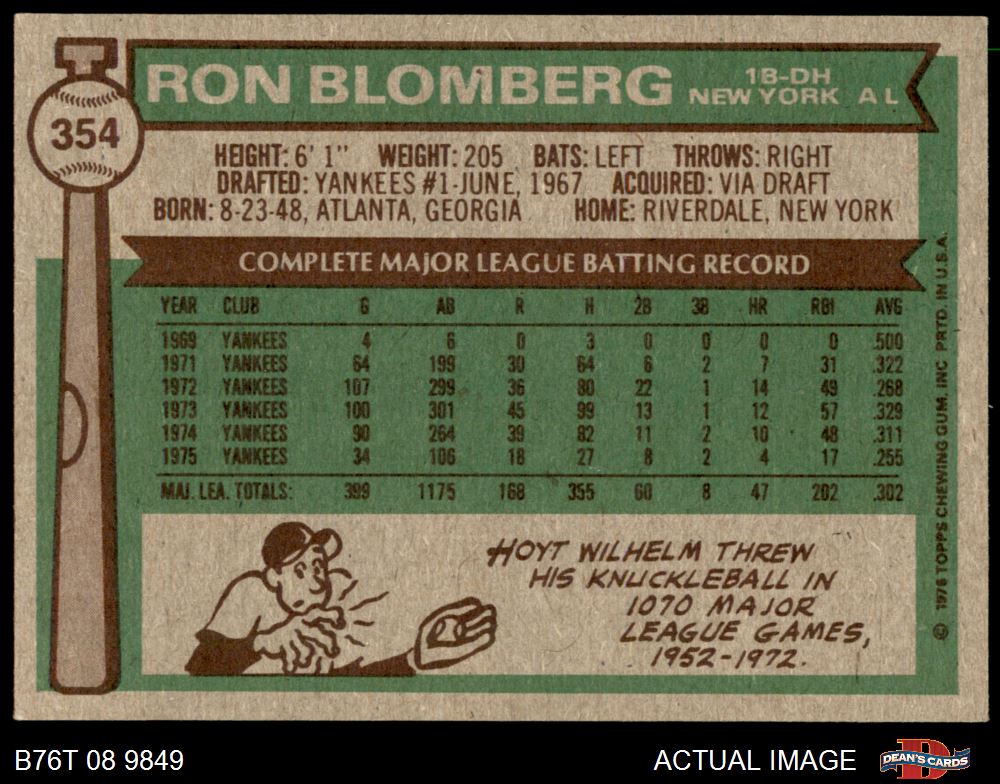 354
RON BLOMBERG 1B-DH
NEW YORK A L
HEIGHT: 6' 1" WEIGHT: 205 BATS: LEFT THROWS: RIGHT
DRAFTED: YANKEES #1-JUNE, 1967 ACQUIRED: VIA DRAFT
BORN: 8-23-48, ATLANTA, GEORGIA HOME: RIVERDALE, NEW YORK
COMPLETE MAJOR LEAGUE BATTING RECORD
YEAR CLUB G AB R H 2B 3B HR RBI AVG
1969 YANKEES 4 6 0 3 0 0 0 0 .500
1971 YANKEES 64 199 30 64 6 2 7 31 .322
1972 YANKEES 107 299 36 80 22 1 14 49 .268
1973 YANKEES 100 301 45 99 13 1 12 57 .329
1974 YANKEES 90 264 39 82 11 2 10 48 .311
1975 YANKEES 34 106 18 27 8 2 4 17 .255
MAJ. LEA. TOTALS: 399 1175 168 355 60 8 47 202 .302
HOYT WILHELM THREW
HIS KNUCKLEBALL IN
1070 MAJOR
LEAGUE GAMES,
1952-1972.
© 1976 TOPPS CHEWING GUM, INC. PRTD. IN U.S.A.
B76T 08 9849 ACTUAL IMAGE
DEAN'S CARDS